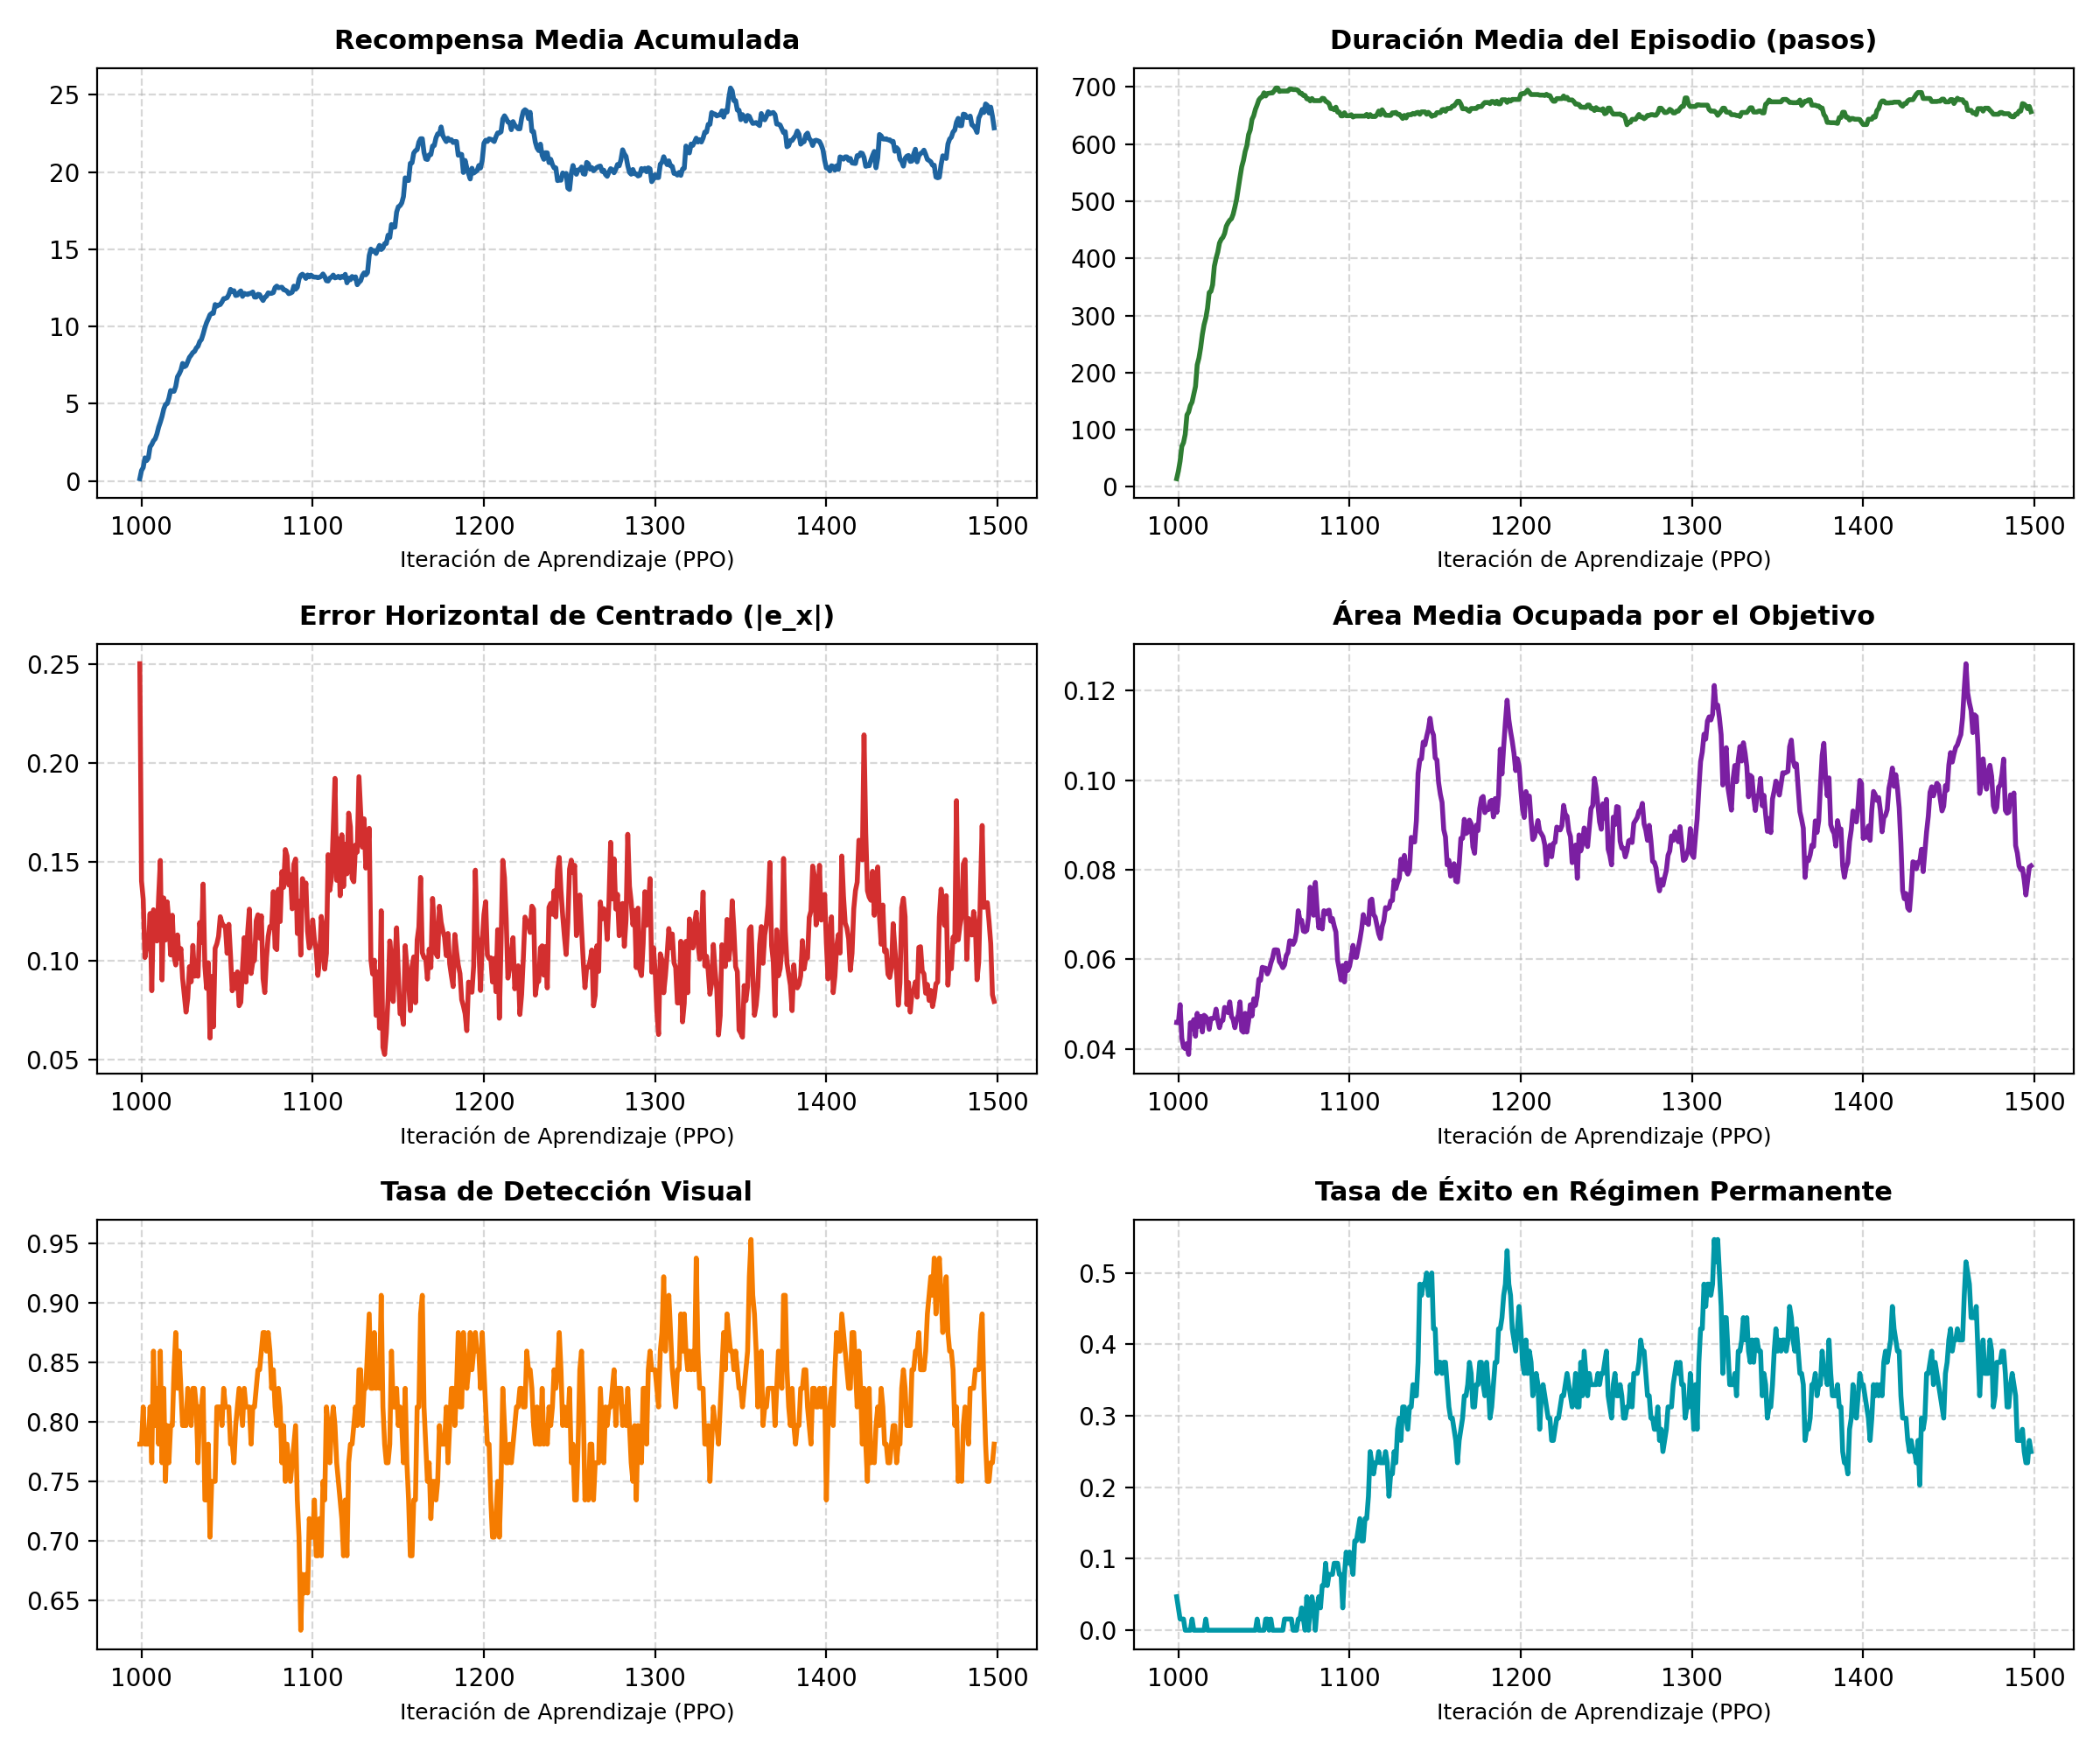 Recompensa Media Acumulada
25
20
15
10
5
0
1000 1100 1200 1300 1400 1500
Iteración de Aprendizaje (PPO)
Duración Media del Episodio (pasos)
700
600
500
400
300
200
100
0
1000 1100 1200 1300 1400 1500
Iteración de Aprendizaje (PPO)
Error Horizontal de Centrado (|e_x|)
0.25
0.20
0.15
0.10
0.05
1000 1100 1200 1300 1400 1500
Iteración de Aprendizaje (PPO)
Área Media Ocupada por el Objetivo
0.12
0.10
0.08
0.06
0.04
1000 1100 1200 1300 1400 1500
Iteración de Aprendizaje (PPO)
Tasa de Detección Visual
0.95
0.90
0.85
0.80
0.75
0.70
0.65
1000 1100 1200 1300 1400 1500
Iteración de Aprendizaje (PPO)
Tasa de Éxito en Régimen Permanente
0.5
0.4
0.3
0.2
0.1
0.0
1000 1100 1200 1300 1400 1500
Iteración de Aprendizaje (PPO)